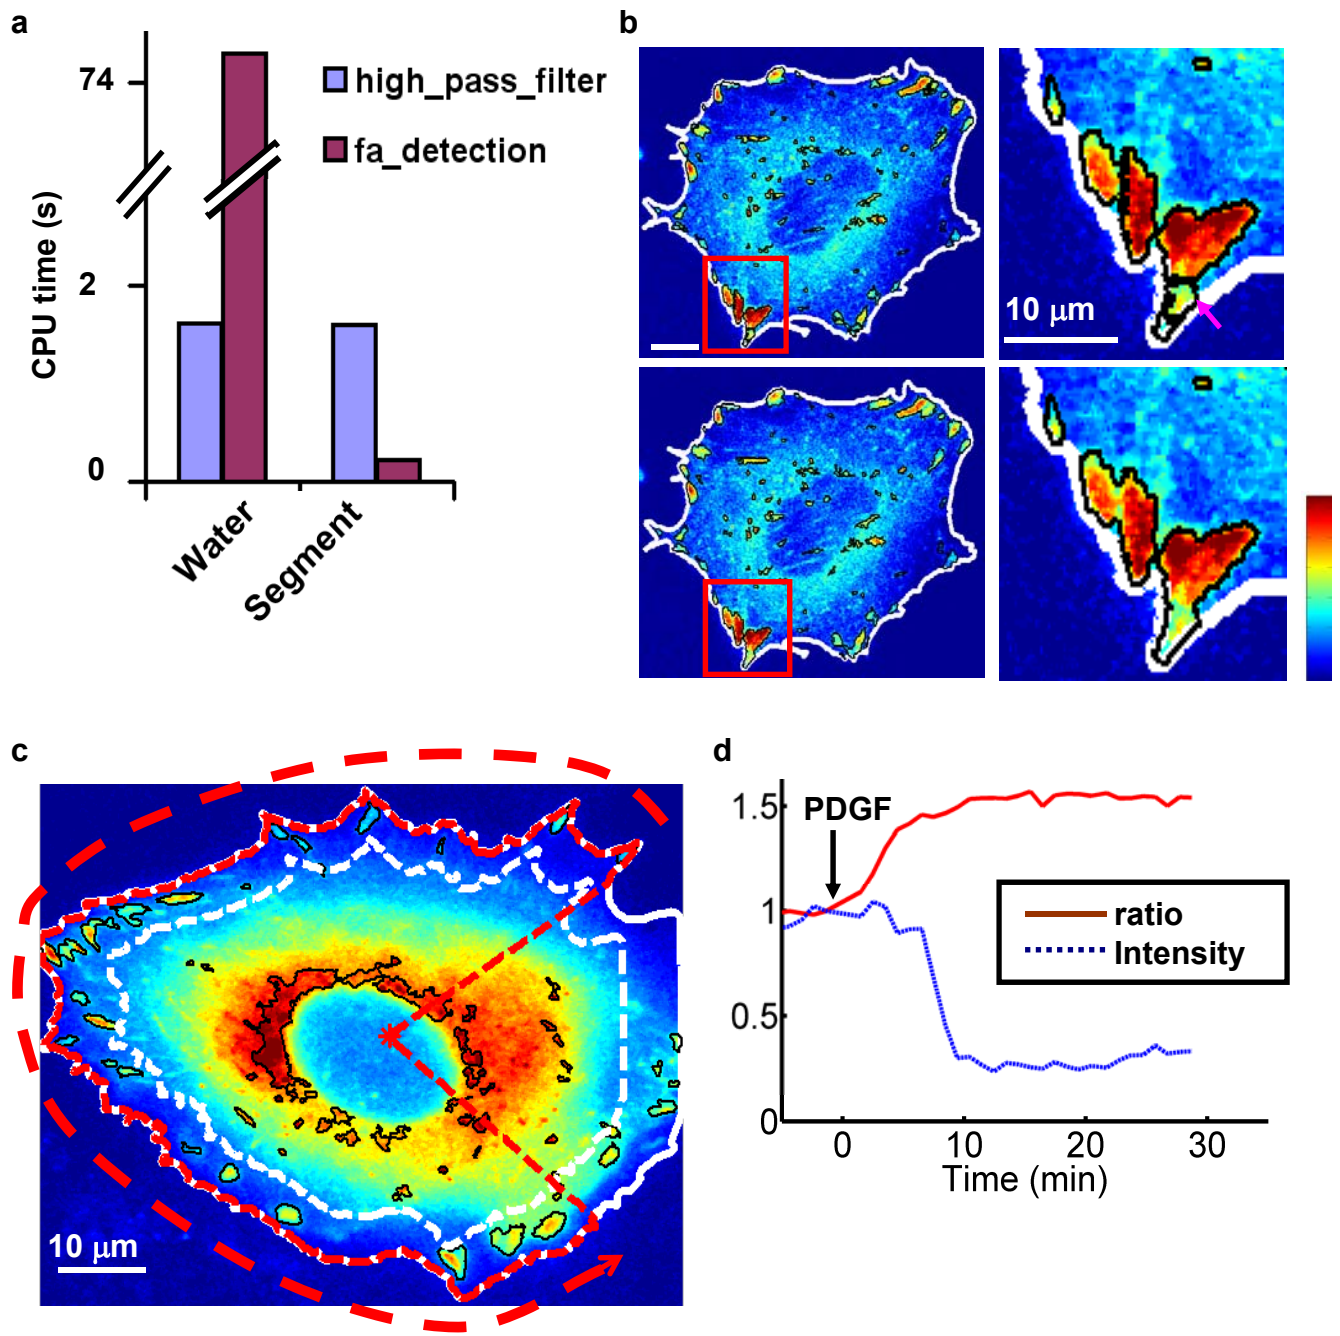 a
74
2
0
CPU time (s)
high_pass_filter
fa_detection
Water
Segment
b
10 μm
c
10 μm
d
1.5
1
0.5
0
PDGF
ratio
Intensity
0 10 20 30
Time (min)